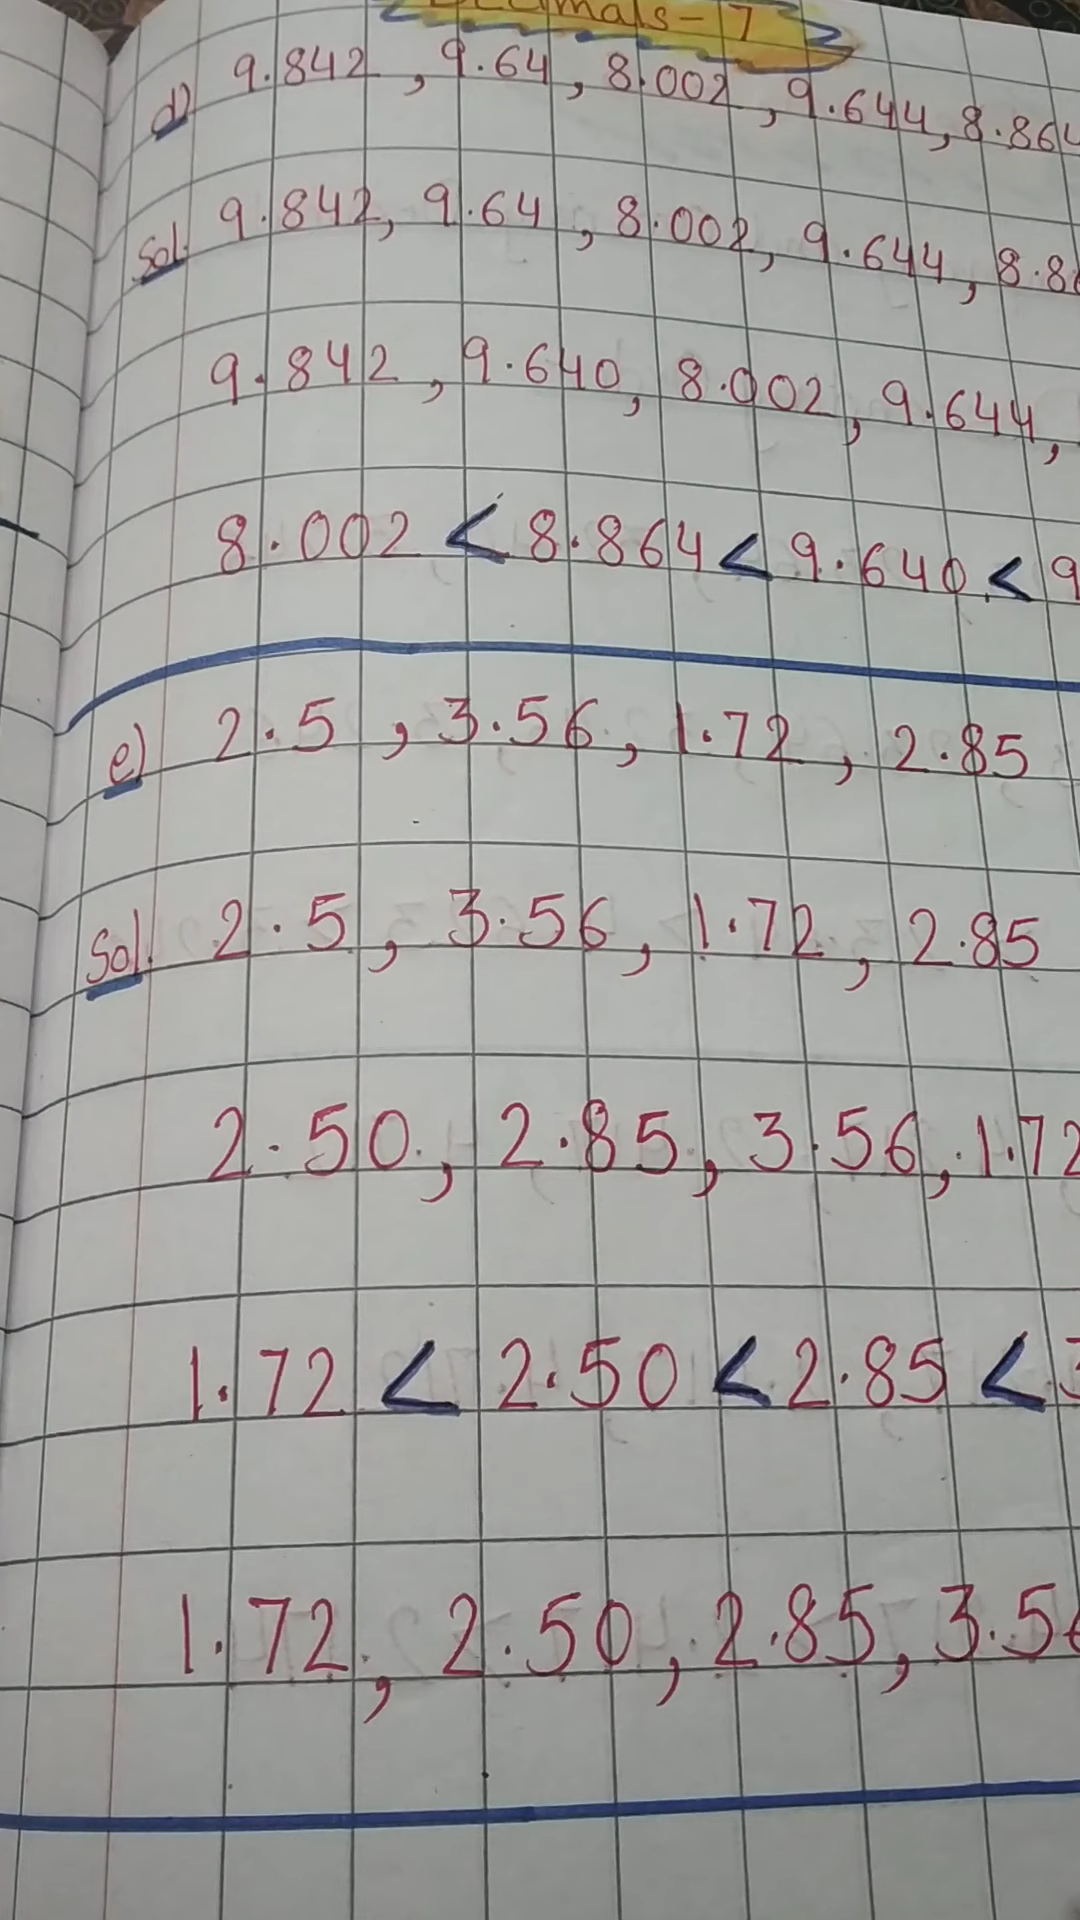 Decimals-7
d) 9.842, 9.64, 8.002, 9.644, 8.864
Sol. 9.842, 9.64, 8.002, 9.644, 8.8
9.842, 9.640, 8.002, 9.644,
8.002 < 8.864 < 9.640 < 9
e) 2.5, 3.56, 1.72, 2.85
Sol. 2.5, 3.56, 1.72, 2.85
2.50, 2.85, 3.56, 1.72
1.72 < 2.50 < 2.85 < 3
1.72, 2.50, 2.85, 3.56